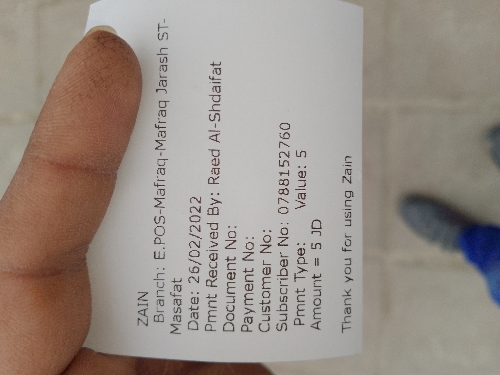 ZAIN
Branch: E.POS-Mafraq-Mafraq Jarash ST-
Masafat
Date: 26/02/2022
Pmnt Received By: Raed Al-Shdaifat
Document No:
Payment No:
Customer No:
Subscriber No: 0788152760
Pmnt Type: Value: 5
Amount = 5 JD
Thank you for using Zain